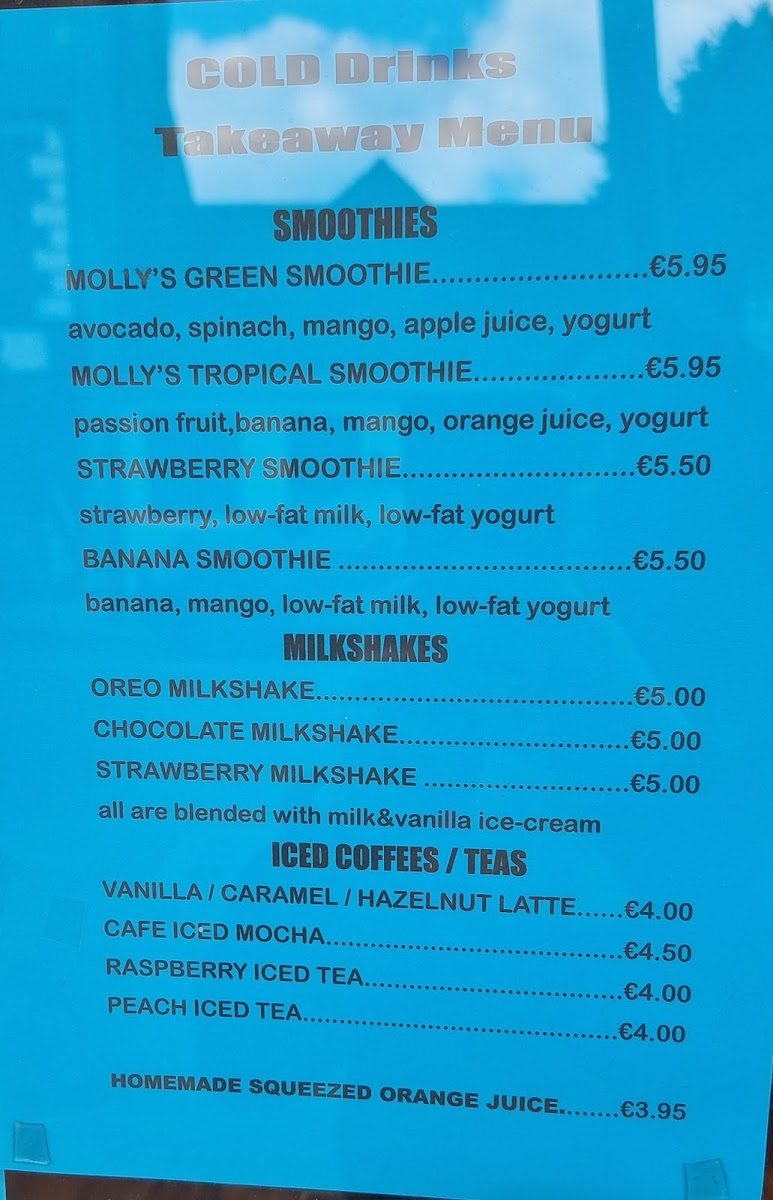 COLD Drinks
Takeaway Menu
SMOOTHIES
MOLLY'S GREEN SMOOTHIE..........................€5.95
avocado, spinach, mango, apple juice, yogurt
MOLLY'S TROPICAL SMOOTHIE....................€5.95
passion fruit,banana, mango, orange juice, yogurt
STRAWBERRY SMOOTHIE............................€5.50
strawberry, low-fat milk, low-fat yogurt
BANANA SMOOTHIE ...................................€5.50
banana, mango, low-fat milk, low-fat yogurt
MILKSHAKES
OREO MILKSHAKE......................................€5.00
CHOCOLATE MILKSHAKE...........................€5.00
STRAWBERRY MILKSHAKE ........................€5.00
all are blended with milk&vanilla ice-cream
ICED COFFEES / TEAS
VANILLA / CARAMEL / HAZELNUT LATTE......€4.00
CAFE ICED MOCHA....................................€4.50
RASPBERRY ICED TEA...............................€4.00
PEACH ICED TEA......................................€4.00
HOMEMADE SQUEEZED ORANGE JUICE........€3.95